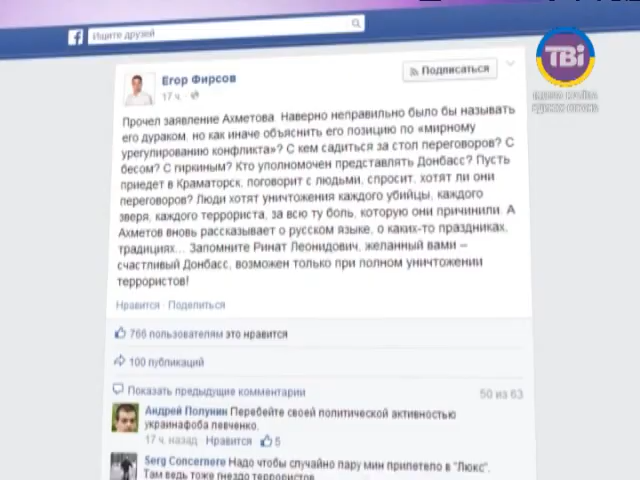 Ищите друзей
ТВі
Егор Фирсов
17 ч.
Подписаться
Прочел заявление Ахметова. Наверно неправильно было бы называть
его дураком, но как иначе объяснить его позицию по «мирному
урегулированию конфликта»? С кем садиться за стол переговоров? С
бесом? С гиркиным? Кто уполномочен представлять Донбасс? Пусть
приедет в Краматорск, поговорит с людьми, спросит, хотят ли они
переговоров? Люди хотят уничтожения каждого убийцы, каждого
зверя, каждого террориста, за всю ту боль, которую они причинили. А
Ахметов вновь рассказывает о русском языке, о каких-то праздниках,
традициях... Запомните Ринат Леонидович, желанный вами –
счастливый Донбасс, возможен только при полном уничтожении
террористов!
Нравится · Поделиться
766 пользователям это нравится
100 публикаций
Показать предыдущие комментарии
50 из 63
Андрей Полунин Перебейте своей политической активностью
украинафоба левченко.
17 ч. назад · Нравится · 5
Serg Concernere Надо чтобы случайно пару мин прилетело в "Люкс".
Там ведь тоже гнездо террористов